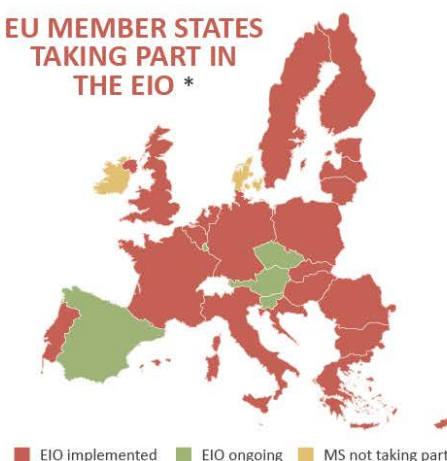 EU MEMBER STATES
TAKING PART IN
THE EIO *
EIO implemented EIO ongoing MS not taking part